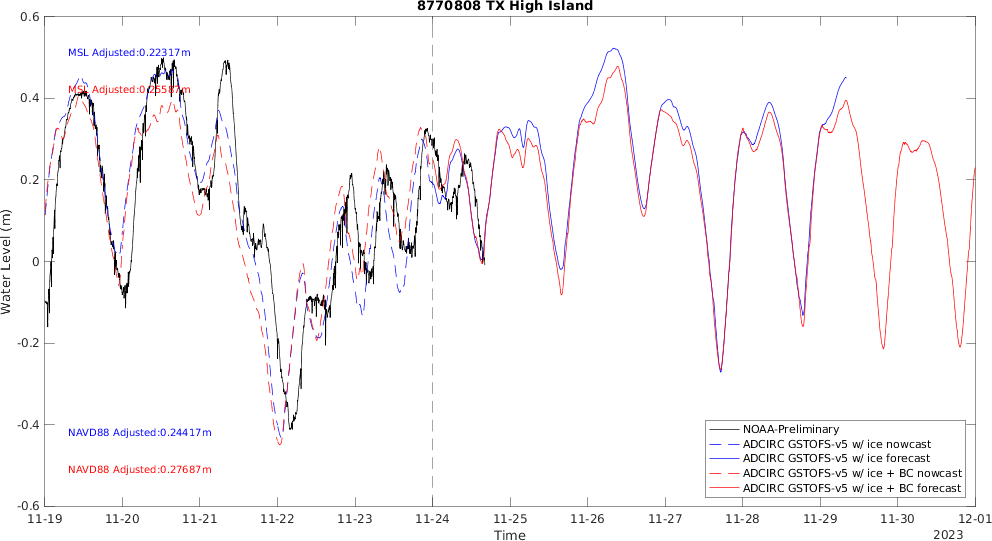 8770808 TX High Island
0.6
0.4
0.2
0
-0.2
-0.4
-0.6
Water Level (m)
MSL Adjusted:0.22317m
MSL Adjusted:0.25587m
NAVD88 Adjusted:0.24417m
NAVD88 Adjusted:0.27687m
NOAA-Preliminary
ADCIRC GSTOFS-v5 w/ ice nowcast
ADCIRC GSTOFS-v5 w/ ice forecast
ADCIRC GSTOFS-v5 w/ ice + BC nowcast
ADCIRC GSTOFS-v5 w/ ice + BC forecast
11-19 11-20 11-21 11-22 11-23 11-24 11-25 11-26 11-27 11-28 11-29 11-30 12-01
Time
2023